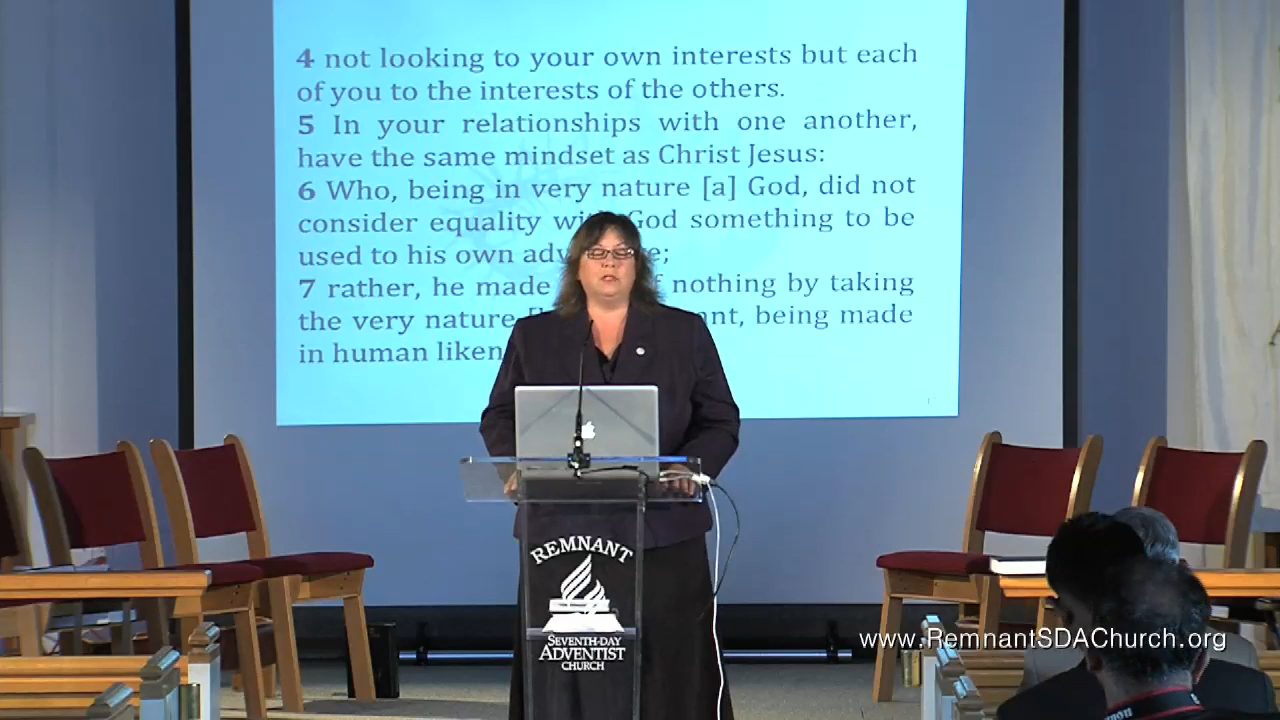 4 not looking to your own interests but each
of you to the interests of the others.
5 In your relationships with one another,
have the same mindset as Christ Jesus:
6 Who, being in very nature [a] God, did not
consider equality God something to be
used to his own
7 rather, he made nothing by taking
the very nature being made
in human
REMNANT
SEVENTH-DAY
ADVENTIST
CHURCH
www.RemnantSDAChurch.org